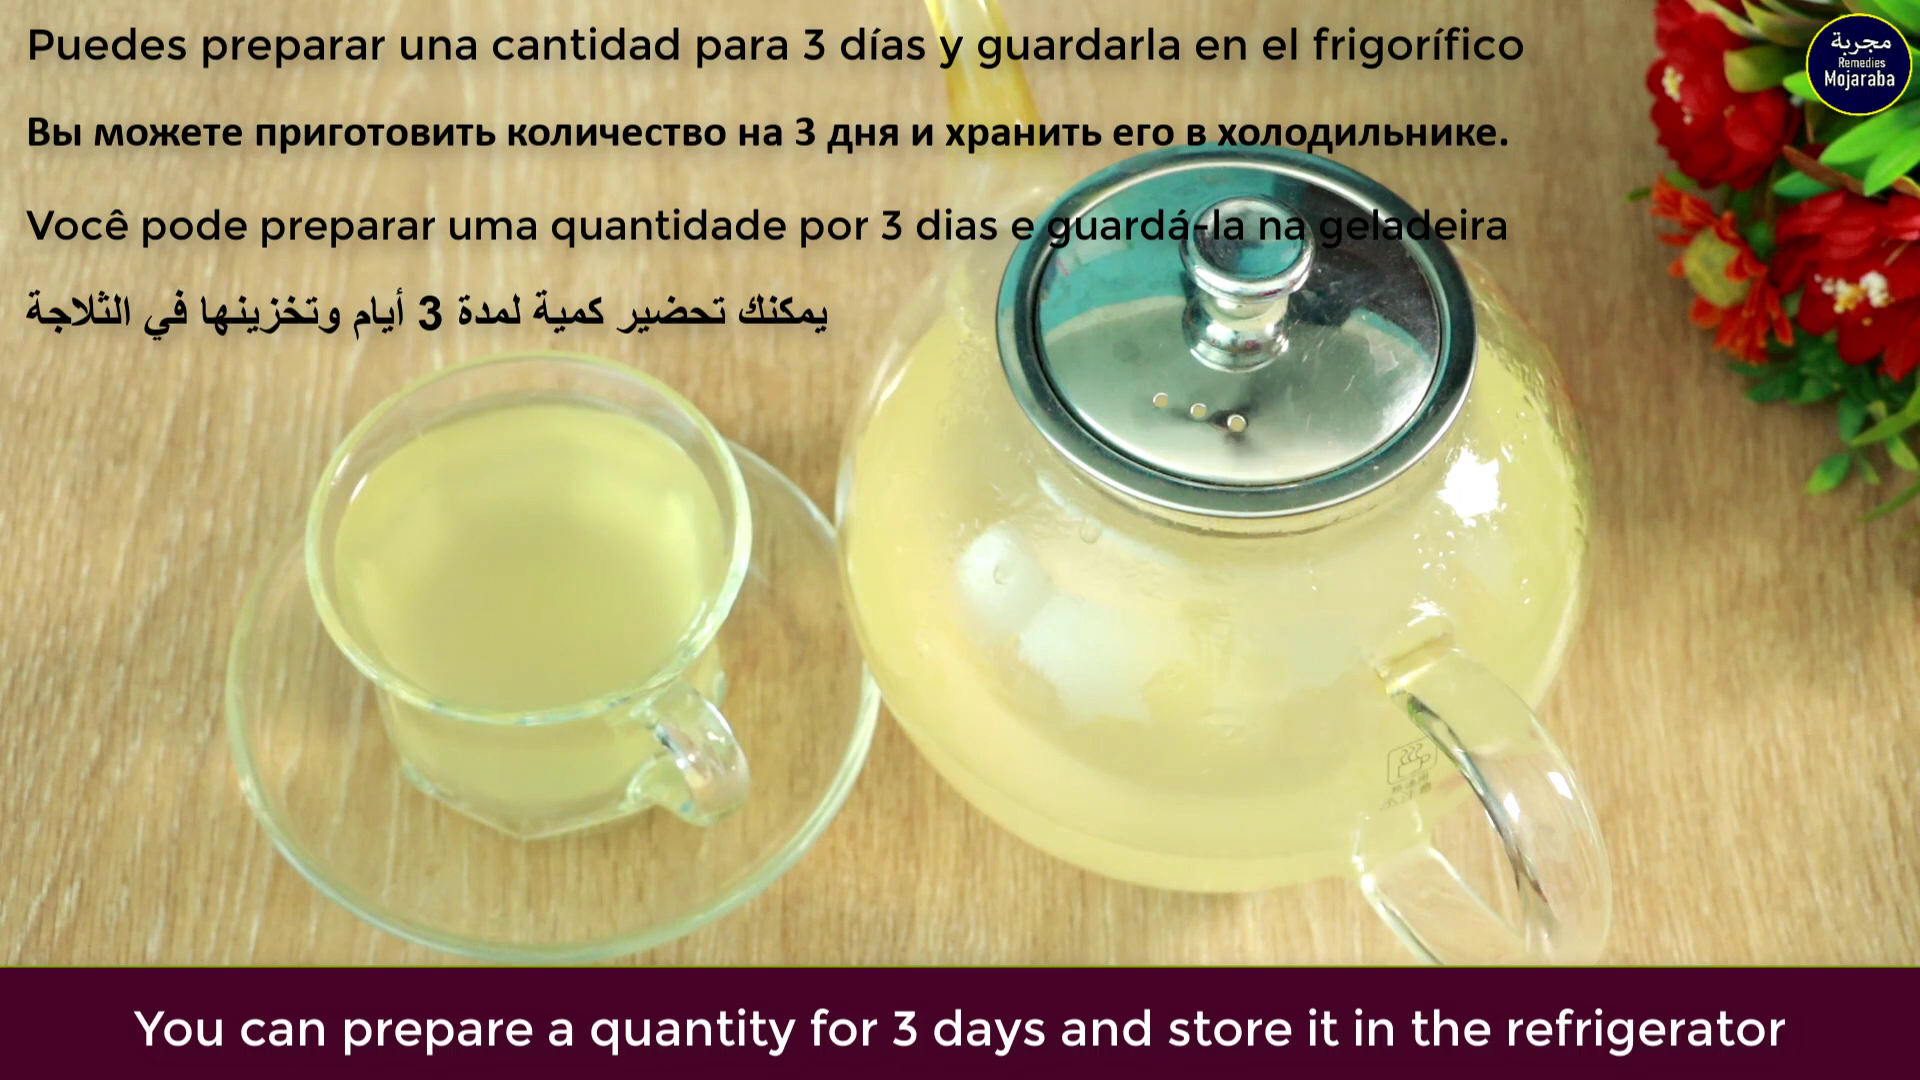 Puedes preparar una cantidad para 3 días y guardarla en el frigorífico
مجربة
Remedies
Mojaraba
Вы можете приготовить количество на 3 дня и хранить его в холодильнике.
Você pode preparar uma quantidade por 3 dias e guardá-la na geladeira
يمكنك تحضير كمية لمدة 3 أيام وتخزينها في الثلاجة
You can prepare a quantity for 3 days and store it in the refrigerator